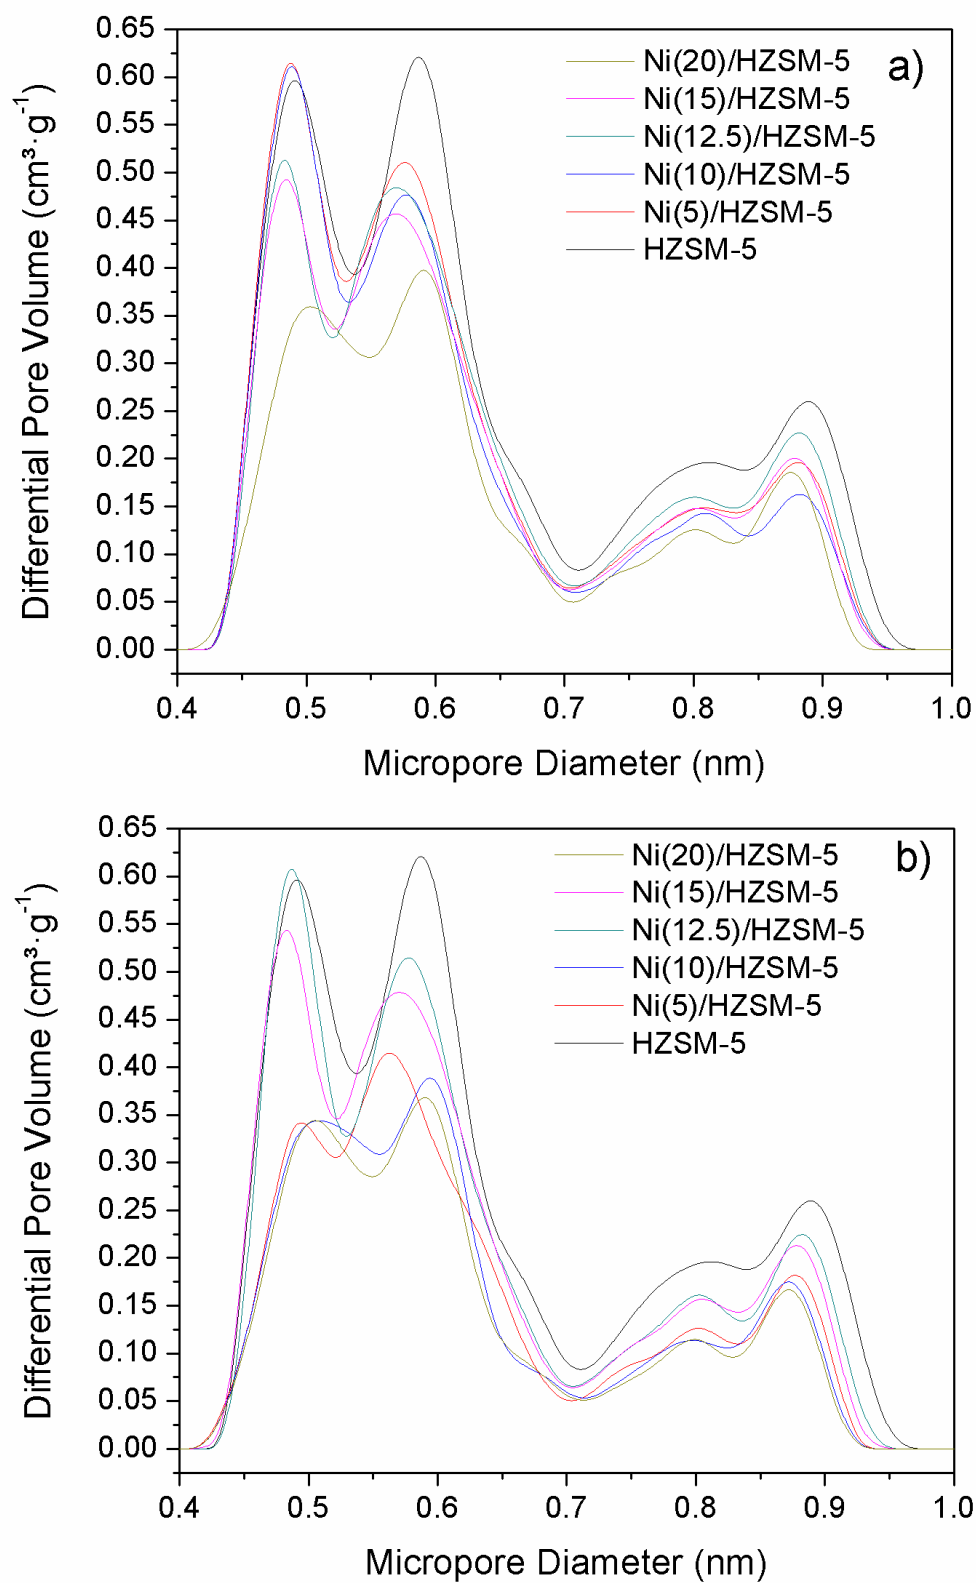 0.65
0.60
0.55
0.50
0.45
0.40
0.35
0.30
0.25
0.20
0.15
0.10
0.05
0.00
Differential Pore Volume (cm³·g⁻¹)
Ni(20)/HZSM-5
Ni(15)/HZSM-5
Ni(12.5)/HZSM-5
Ni(10)/HZSM-5
Ni(5)/HZSM-5
HZSM-5
a)
0.4 0.5 0.6 0.7 0.8 0.9 1.0
Micropore Diameter (nm)
0.65
0.60
0.55
0.50
0.45
0.40
0.35
0.30
0.25
0.20
0.15
0.10
0.05
0.00
Differential Pore Volume (cm³·g⁻¹)
Ni(20)/HZSM-5
Ni(15)/HZSM-5
Ni(12.5)/HZSM-5
Ni(10)/HZSM-5
Ni(5)/HZSM-5
HZSM-5
b)
0.4 0.5 0.6 0.7 0.8 0.9 1.0
Micropore Diameter (nm)